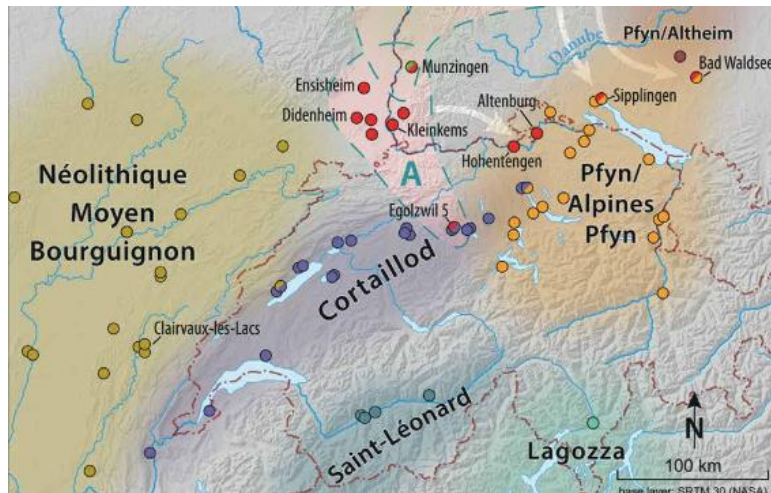 Pfyn/Altheim
Danube
Munzingen
Bad Waldsee
Ensisheim
Sipplingen
Altenburg
Didenheim
Kleinkems
Hohentengen
Néolithique
Moyen
Bourguignon
A
Pfyn/
Alpines
Pfyn
Egolzwil 5
Cortaillod
Clairvaux-les-Lacs
Saint-Léonard
Lagozza
N
100 km
base layer: SRTM 30 (NASA)